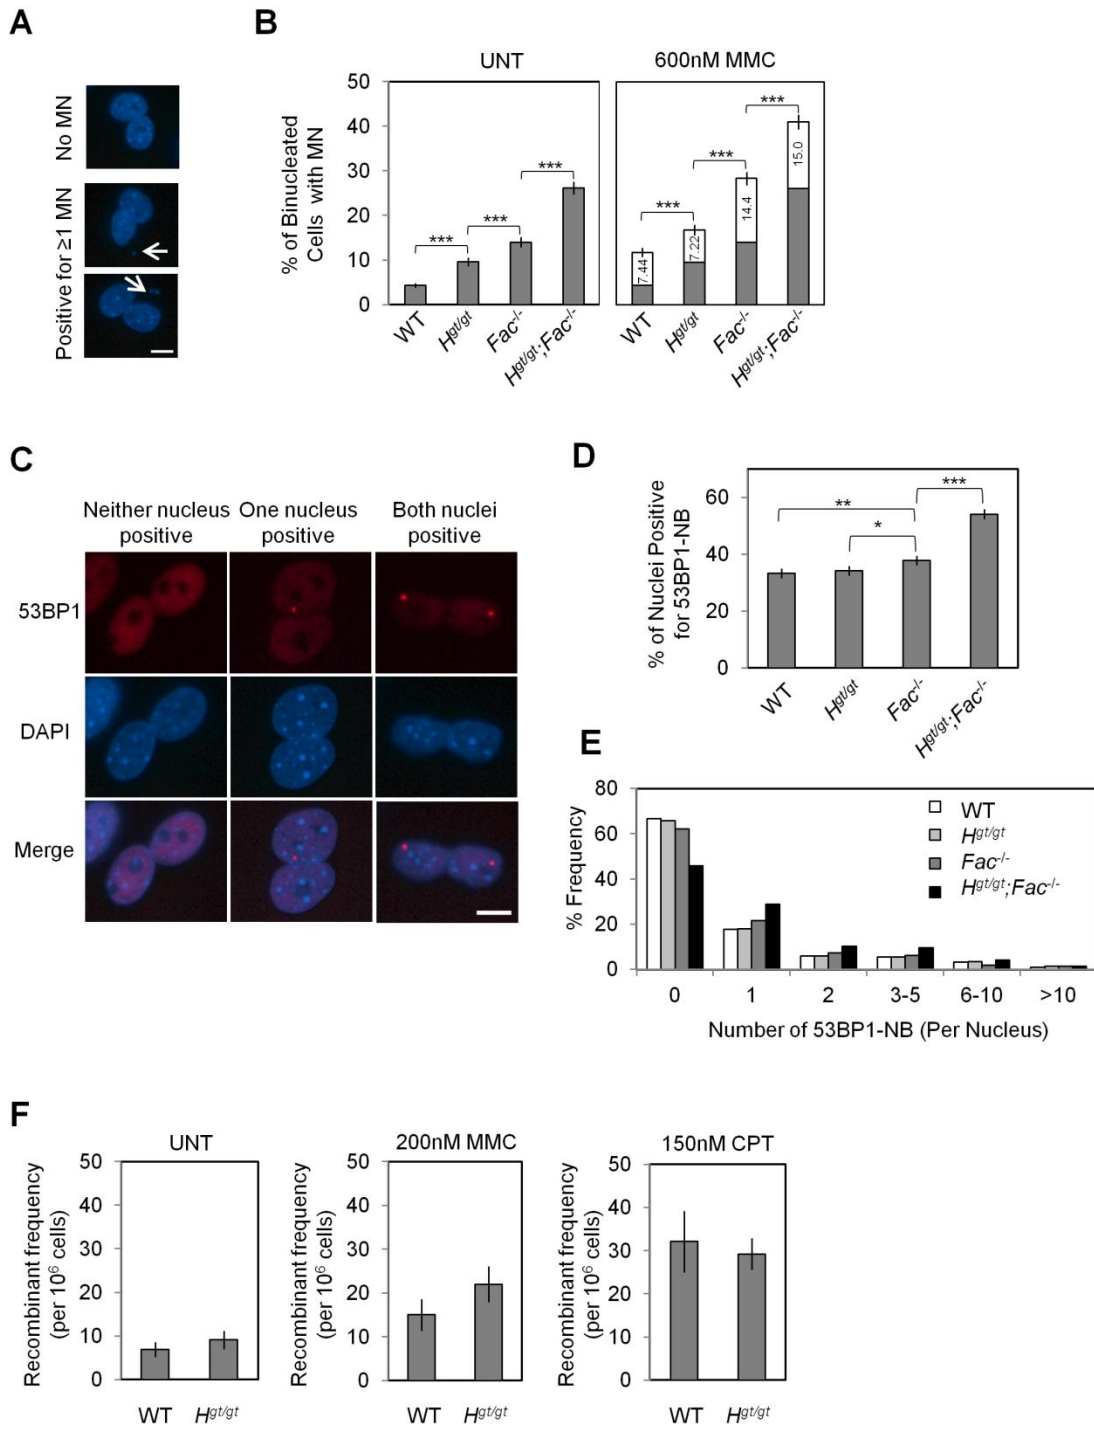 A
No MN
Positive for ≥1 MN
B
UNT
600nM MMC
% of Binucleated
Cells with MN
50
40
30
20
10
0
***
***
***
***
***
***
7.44
7.22
14.4
15.0
WT
Hgt/gt
Fac-/-
Hgt/gt;Fac-/-
WT
Hgt/gt
Fac-/-
Hgt/gt;Fac-/-
C
Neither nucleus
positive
One nucleus
positive
Both nuclei
positive
53BP1
DAPI
Merge
D
% of Nuclei Positive
for 53BP1-NB
60
40
20
0
**
*
***
WT
Hgt/gt
Fac-/-
Hgt/gt;Fac-/-
E
% Frequency
80
60
40
20
0
WT
Hgt/gt
Fac-/-
Hgt/gt;Fac-/-
0 1 2 3-5 6-10 >10
Number of 53BP1-NB (Per Nucleus)
F
UNT
Recombinant frequency
(per 10⁶ cells)
50
40
30
20
10
0
WT Hgt/gt
200nM MMC
Recombinant frequency
(per 10⁶ cells)
50
40
30
20
10
0
WT Hgt/gt
150nM CPT
Recombinant frequency
(per 10⁶ cells)
50
40
30
20
10
0
WT Hgt/gt